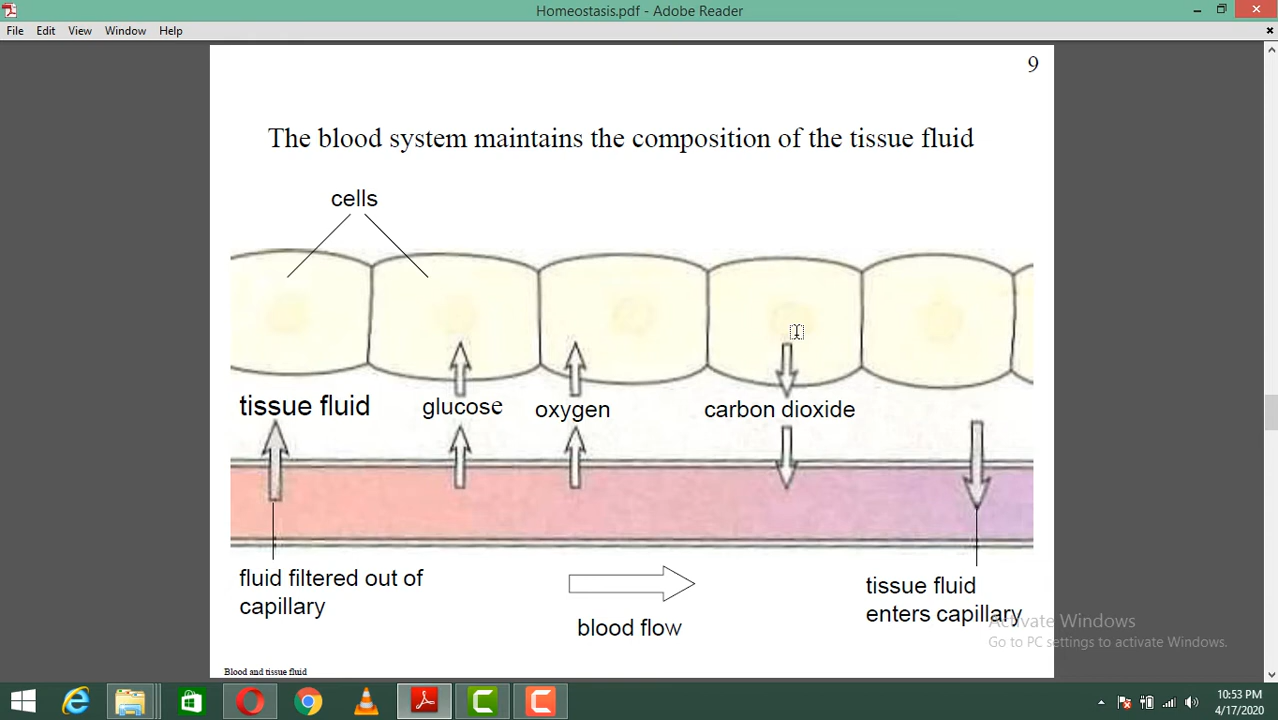 Homeostasis.pdf - Adobe Reader
File Edit View Window Help
9
The blood system maintains the composition of the tissue fluid
cells
tissue fluid
glucose
oxygen
carbon dioxide
fluid filtered out of
capillary
blood flow
tissue fluid
enters capillary
Activate Windows
Go to PC settings to activate Windows.
Blood and tissue fluid
10:53 PM
4/17/2020